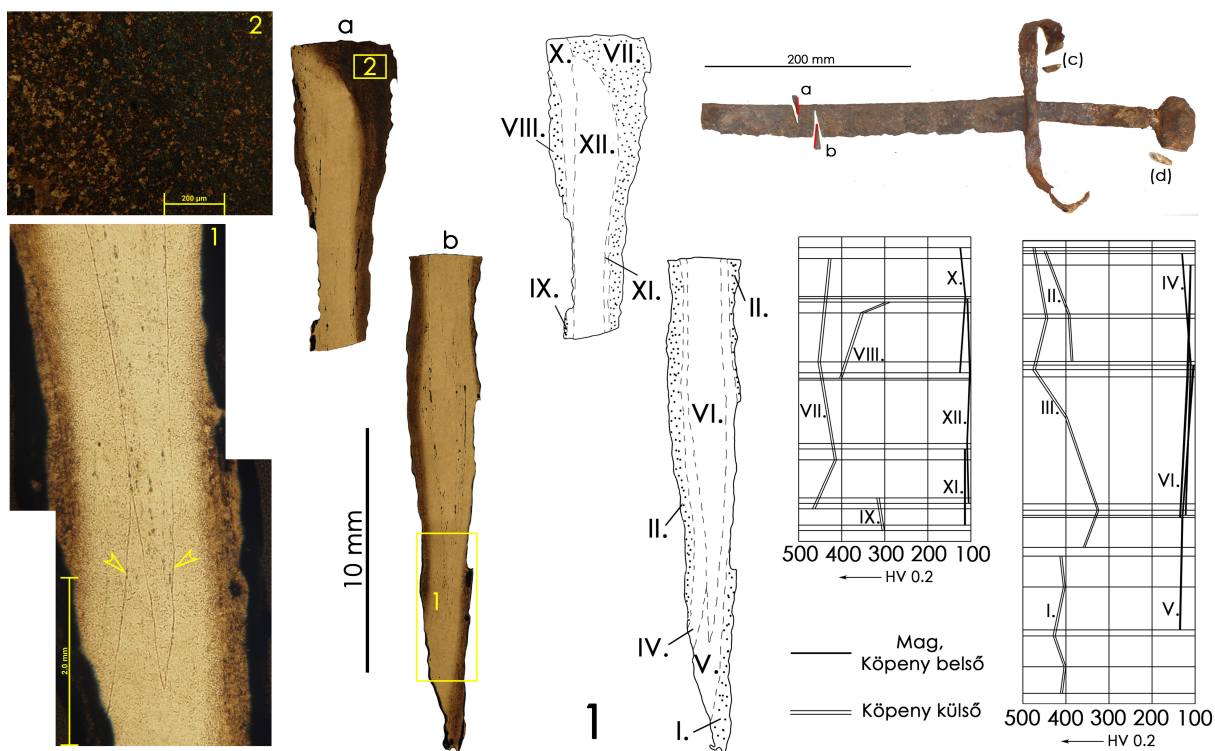 2
200 µm
a
2
X.
VII.
VIII.
XII.
IX.
XI.
200 mm
a
b
(c)
(d)
1
2.0 mm
b
10 mm
1
II.
VI.
II.
IV.
V.
I.
1
X.
VIII.
VII.
XII.
XI.
IX.
500 400 300 200 100
HV 0.2
IV.
II.
III.
VI.
I.
V.
500 400 300 200 100
HV 0.2
Mag,
Köpeny belső
Köpeny külső